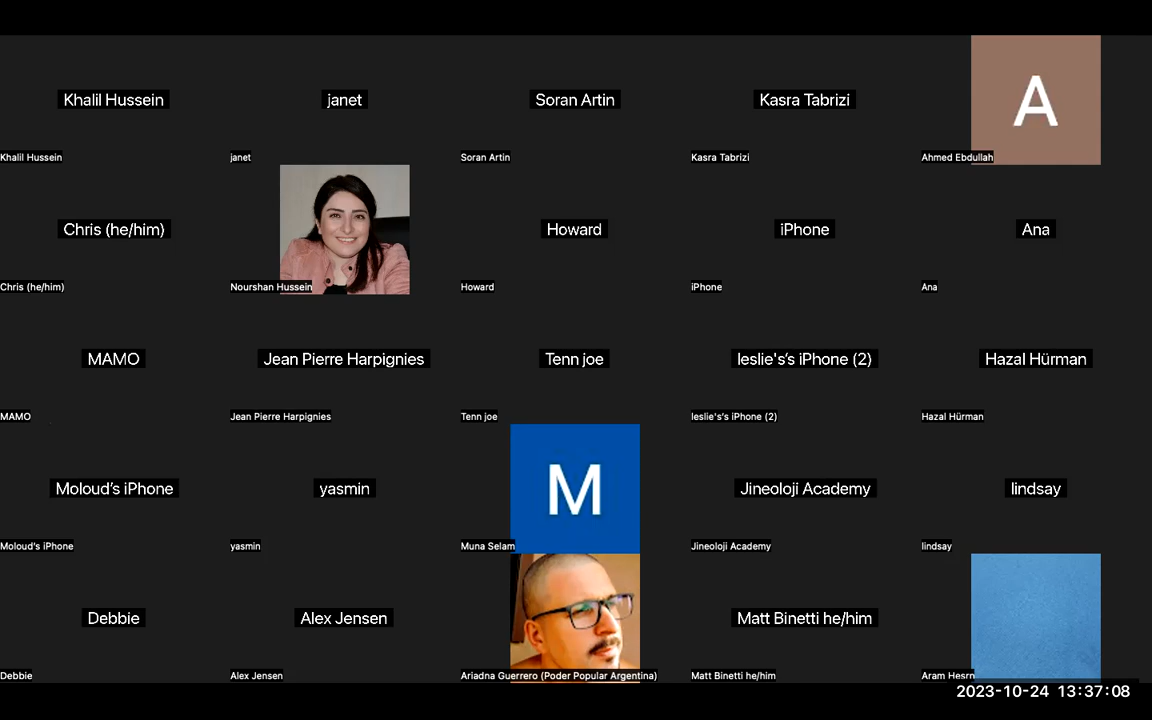 Khalil Hussein
janet
Soran Artin
Kasra Tabrizi
A
Khalil Hussein
janet
Soran Artin
Kasra Tabrizi
Ahmed Ebdullah
Chris (he/him)
Howard
iPhone
Ana
Chris (he/him)
Nourshan Hussein
Howard
iPhone
Ana
MAMO
Jean Pierre Harpignies
Tenn joe
leslie's's iPhone (2)
Hazal Hürman
MAMO
Jean Pierre Harpignies
Tenn joe
leslie's's iPhone (2)
Hazal Hürman
Moloud's iPhone
yasmin
M
Jineoloji Academy
lindsay
Moloud's iPhone
yasmin
Muna Selam
Jineoloji Academy
lindsay
Debbie
Alex Jensen
Matt Binetti he/him
Debbie
Alex Jensen
Ariadna Guerrero (Poder Popular Argentina)
Matt Binetti he/him
Aram
2023-10-24 13:37:08